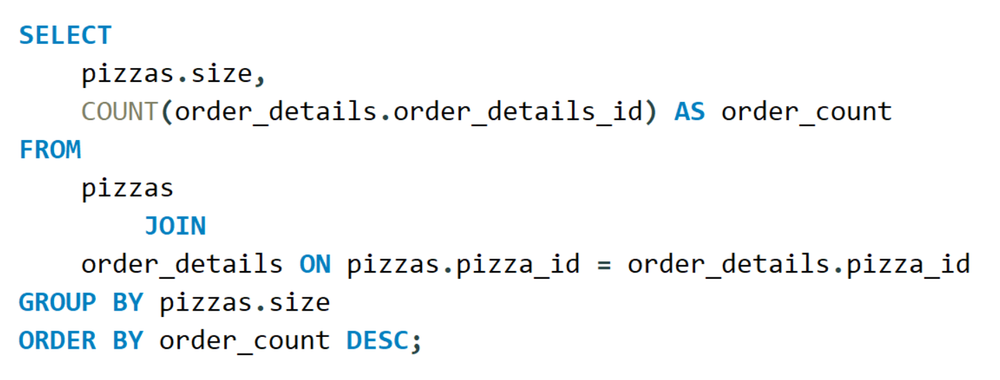 SELECT
    pizzas.size,
    COUNT(order_details.order_details_id) AS order_count
FROM
    pizzas
        JOIN
    order_details ON pizzas.pizza_id = order_details.pizza_id
GROUP BY pizzas.size
ORDER BY order_count DESC;